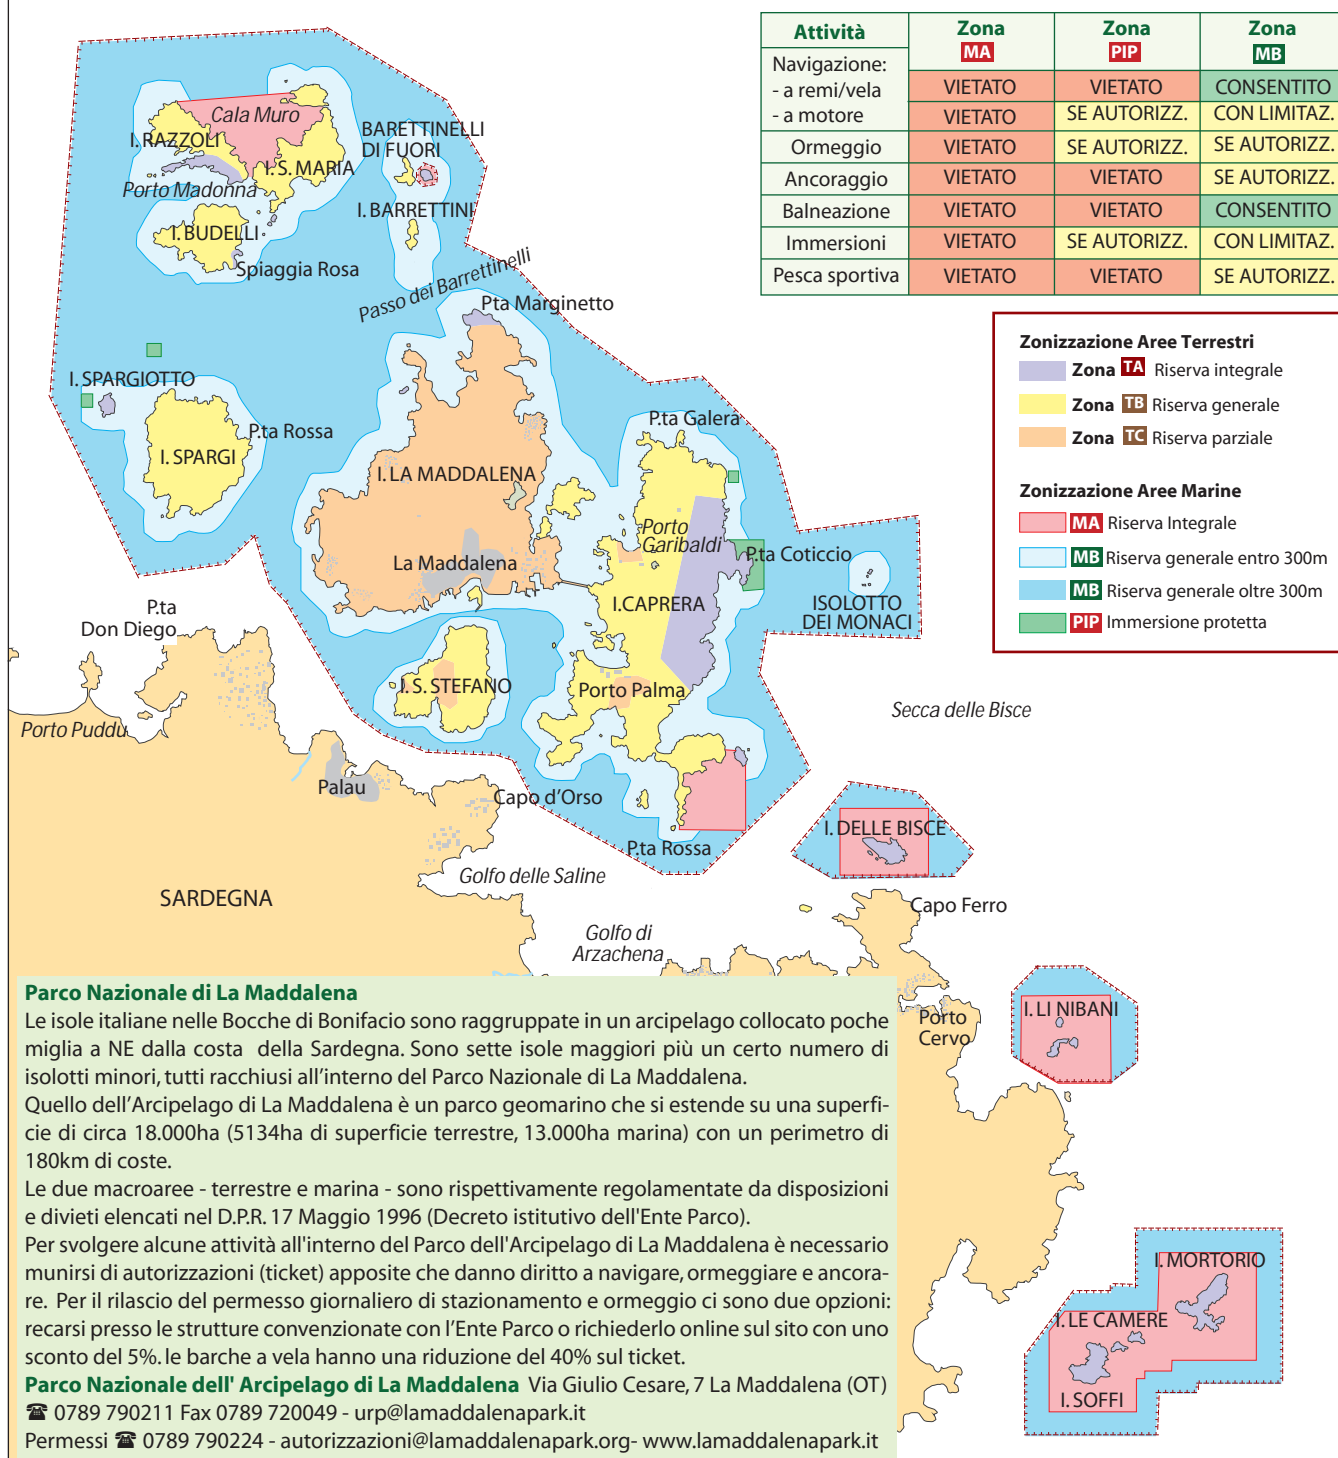 Attività Zona MA Zona PIP Zona MB
Navigazione:
- a remi/vela VIETATO VIETATO CONSENTITO
- a motore VIETATO SE AUTORIZZ. CON LIMITAZ.
Ormeggio VIETATO SE AUTORIZZ. SE AUTORIZZ.
Ancoraggio VIETATO VIETATO SE AUTORIZZ.
Balneazione VIETATO VIETATO CONSENTITO
Immersioni VIETATO SE AUTORIZZ. CON LIMITAZ.
Pesca sportiva VIETATO VIETATO SE AUTORIZZ.
Zonizzazione Aree Terrestri
Zona TA Riserva integrale
Zona TB Riserva generale
Zona TC Riserva parziale
Zonizzazione Aree Marine
MA Riserva Integrale
MB Riserva generale entro 300m
MB Riserva generale oltre 300m
PIP Immersione protetta
Cala Muro
I. RAZZOLI
BARETTINELLI
DI FUORI
I. S. MARIA
Porto Madonna
I. BARRETTINI
I. BUDELLI
Spiaggia Rosa
Passo dei Barrettinelli
Pta Marginetto
I. SPARGIOTTO
P.ta Rossa
I. SPARGI
P.ta Galera
I. LA MADDALENA
Porto
Garibaldi
P.ta Coticcio
La Maddalena
I.CAPRERA
ISOLOTTO
DEI MONACI
P.ta
Don Diego
I. S. STEFANO
Porto Palma
Secca delle Bisce
Porto Puddu
Palau
Capo d’Orso
P.ta Rossa
I. DELLE BISCE
Golfo delle Saline
SARDEGNA
Capo Ferro
Golfo di
Arzachena
I. LI NIBANI
Porto
Cervo
I. MORTORIO
I. LE CAMERE
I. SOFFI
Parco Nazionale di La Maddalena
Le isole italiane nelle Bocche di Bonifacio sono raggruppate in un arcipelago collocato poche
miglia a NE dalla costa della Sardegna. Sono sette isole maggiori più un certo numero di
isolotti minori, tutti racchiusi all’interno del Parco Nazionale di La Maddalena.
Quello dell’Arcipelago di La Maddalena è un parco geomarino che si estende su una superfi-
cie di circa 18.000ha (5134ha di superficie terrestre, 13.000ha marina) con un perimetro di
180km di coste.
Le due macroaree - terrestre e marina - sono rispettivamente regolamentate da disposizioni
e divieti elencati nel D.P.R. 17 Maggio 1996 (Decreto istitutivo dell'Ente Parco).
Per svolgere alcune attività all'interno del Parco dell'Arcipelago di La Maddalena è necessario
munirsi di autorizzazioni (ticket) apposite che danno diritto a navigare, ormeggiare e ancora-
re. Per il rilascio del permesso giornaliero di stazionamento e ormeggio ci sono due opzioni:
recarsi presso le strutture convenzionate con l’Ente Parco o richiederlo online sul sito con uno
sconto del 5%. le barche a vela hanno una riduzione del 40% sul ticket.
Parco Nazionale dell' Arcipelago di La Maddalena Via Giulio Cesare, 7 La Maddalena (OT)
☎ 0789 790211 Fax 0789 720049 - urp@lamaddalenapark.it
Permessi ☎ 0789 790224 - autorizzazioni@lamaddalenapark.org- www.lamaddalenapark.it